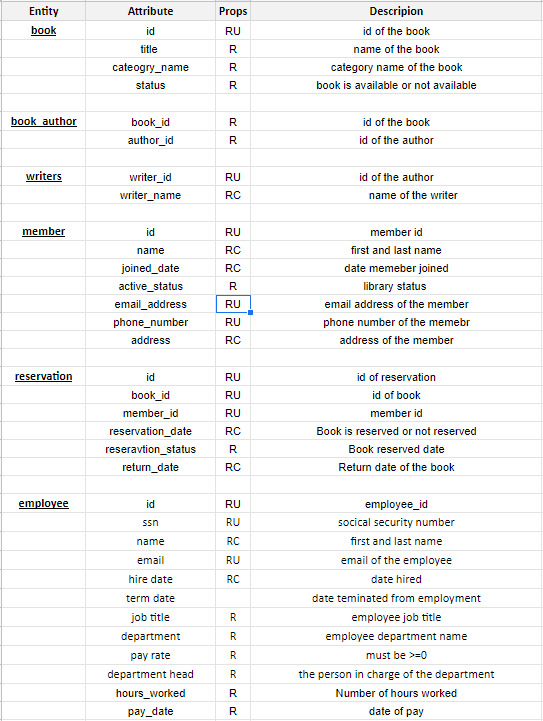 Entity Attribute Props Descripion
book id RU id of the book
title R name of the book
cateogry_name R category name of the book
status R book is available or not available
book_author book_id R id of the book
author_id R id of the author
writers writer_id RU id of the author
writer_name RC name of the writer
member id RU member id
name RC first and last name
joined_date RC date memeber joined
active_status R library status
email_address RU email address of the member
phone_number RU phone number of the memebr
address RC address of the member
reservation id RU id of reservation
book_id RU id of book
member_id RU member id
reservation_date RC Book is reserved or not reserved
reseravtion_status R Book reserved date
return_date RC Return date of the book
employee id RU employee_id
ssn RU socical security number
name RC first and last name
email RU email of the employee
hire date RC date hired
term date date teminated from employment
job title R employee job title
department R employee department name
pay rate R must be >=0
department head R the person in charge of the department
hours_worked R Number of hours worked
pay_date R date of pay